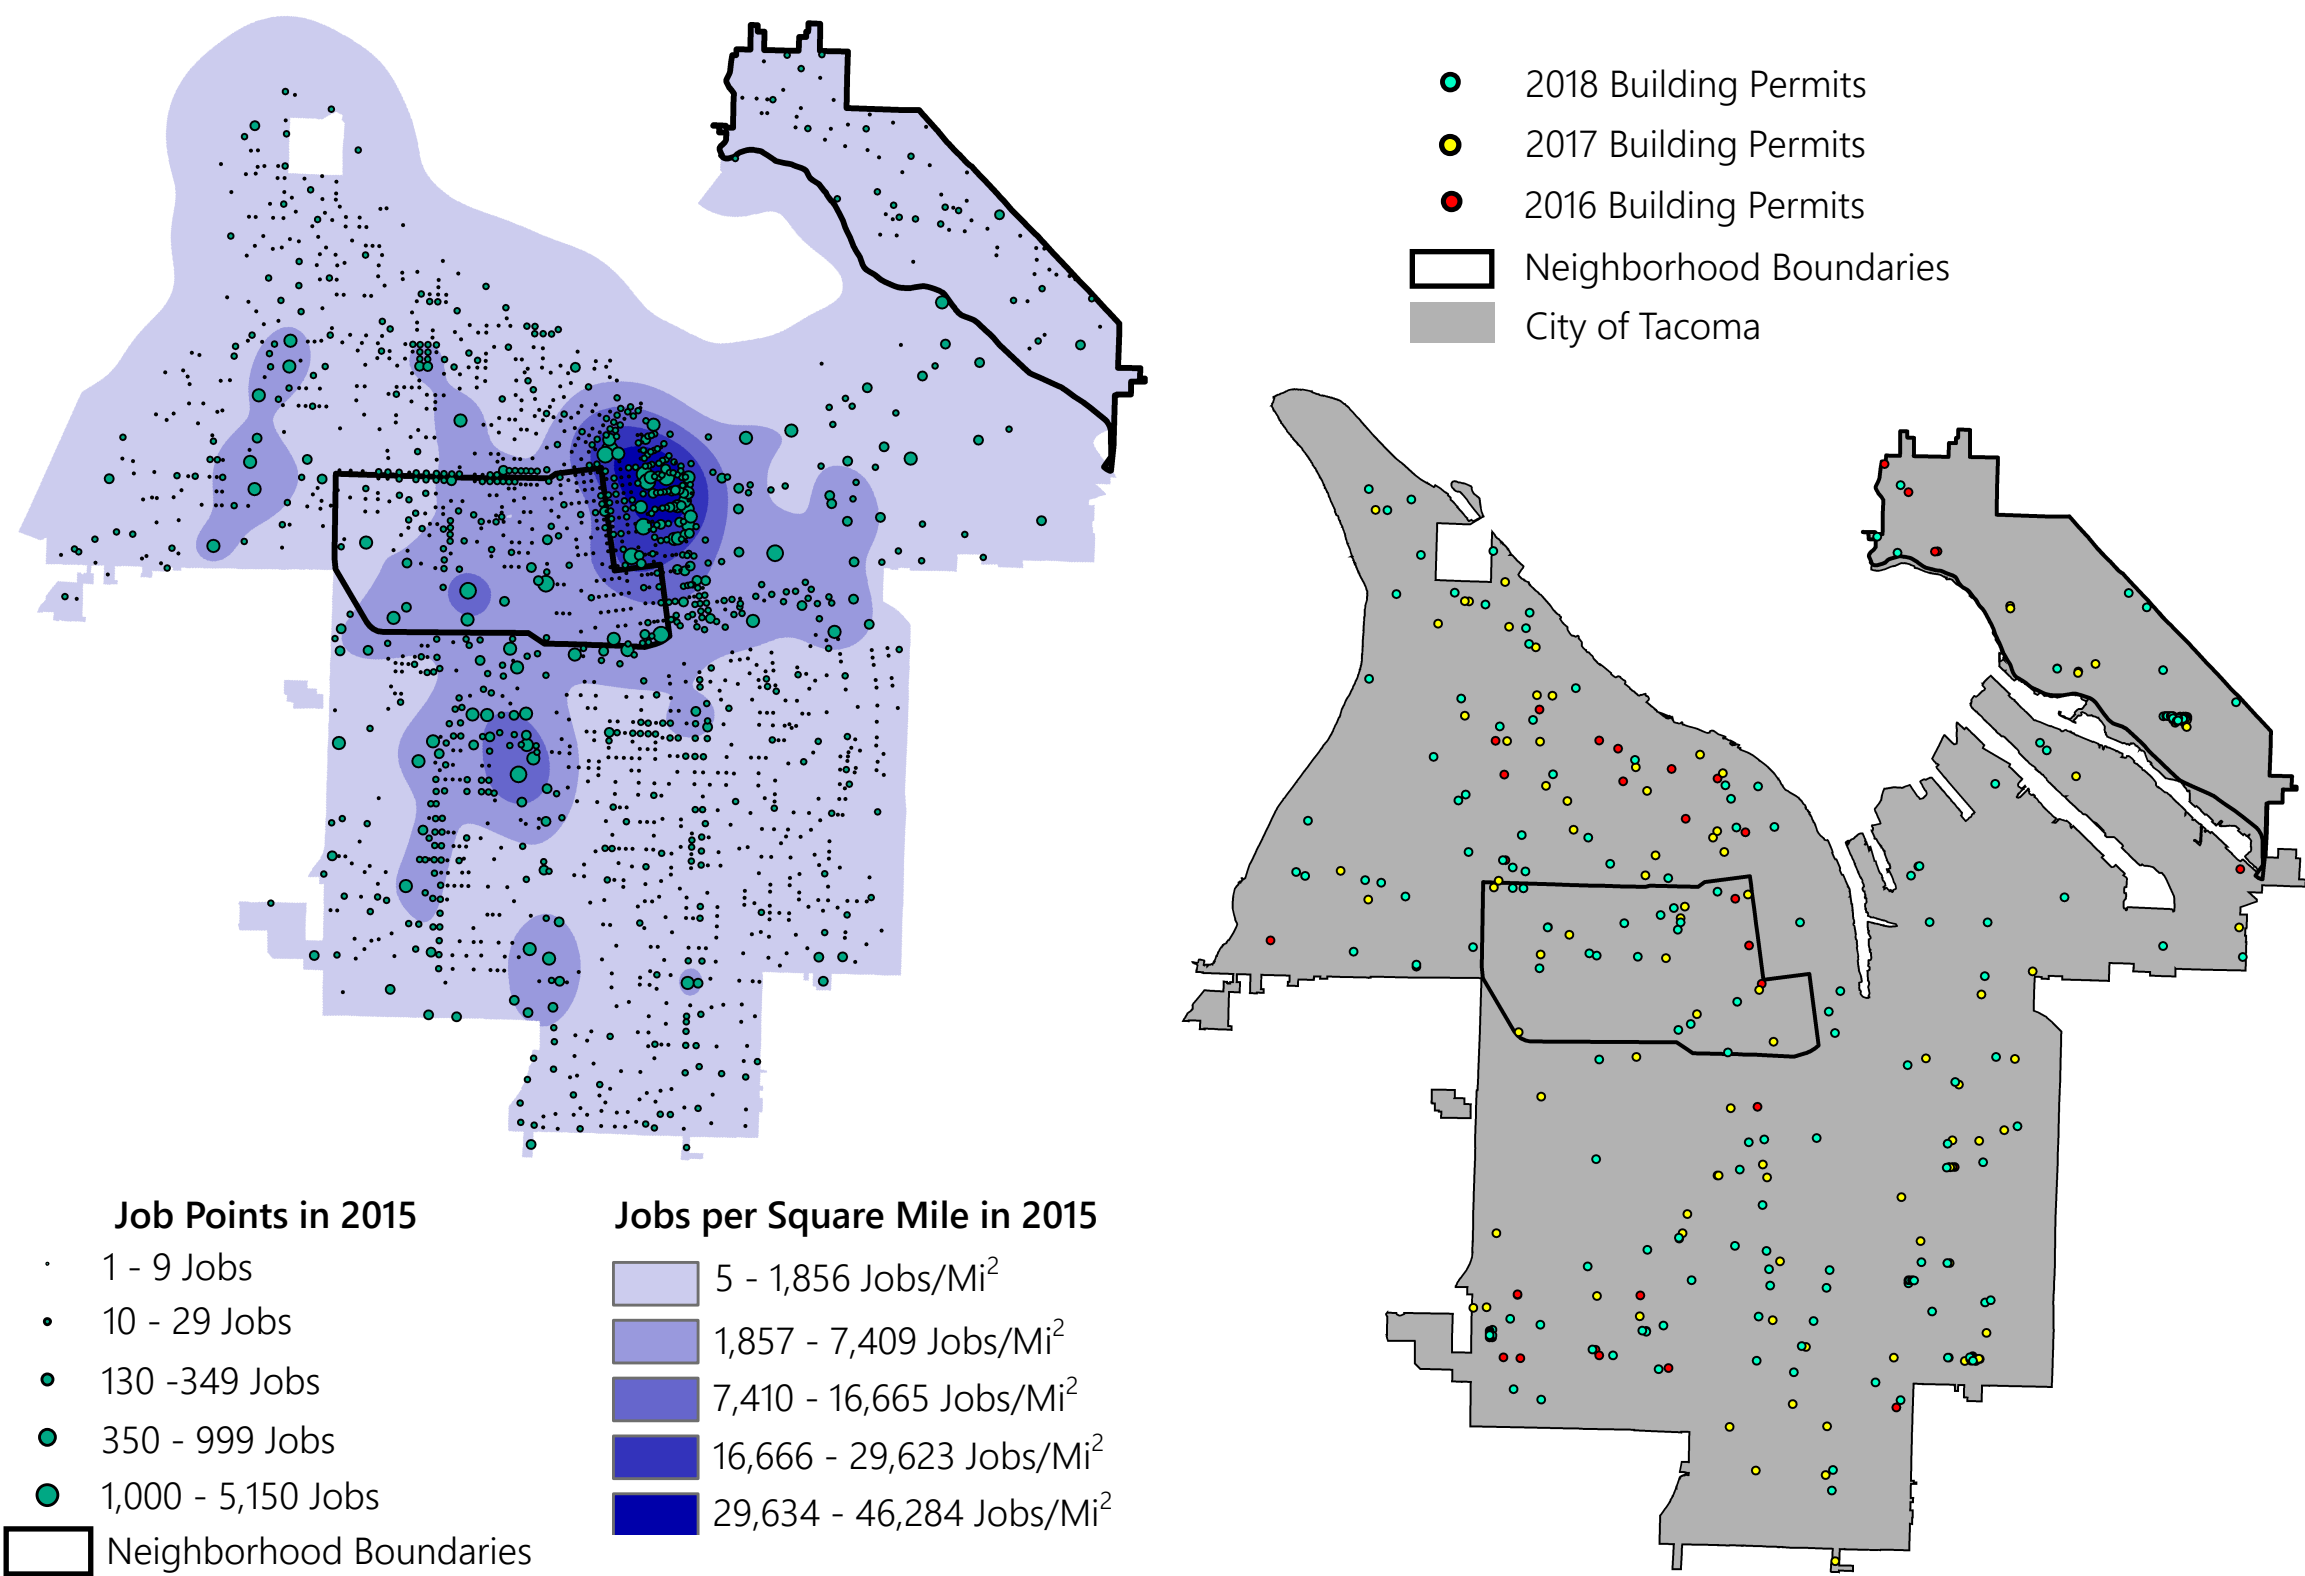 2018 Building Permits
2017 Building Permits
2016 Building Permits
Neighborhood Boundaries
City of Tacoma
Job Points in 2015
1 - 9 Jobs
10 - 29 Jobs
130 -349 Jobs
350 - 999 Jobs
1,000 - 5,150 Jobs
Neighborhood Boundaries
Jobs per Square Mile in 2015
5 - 1,856 Jobs/Mi²
1,857 - 7,409 Jobs/Mi²
7,410 - 16,665 Jobs/Mi²
16,666 - 29,623 Jobs/Mi²
29,634 - 46,284 Jobs/Mi²